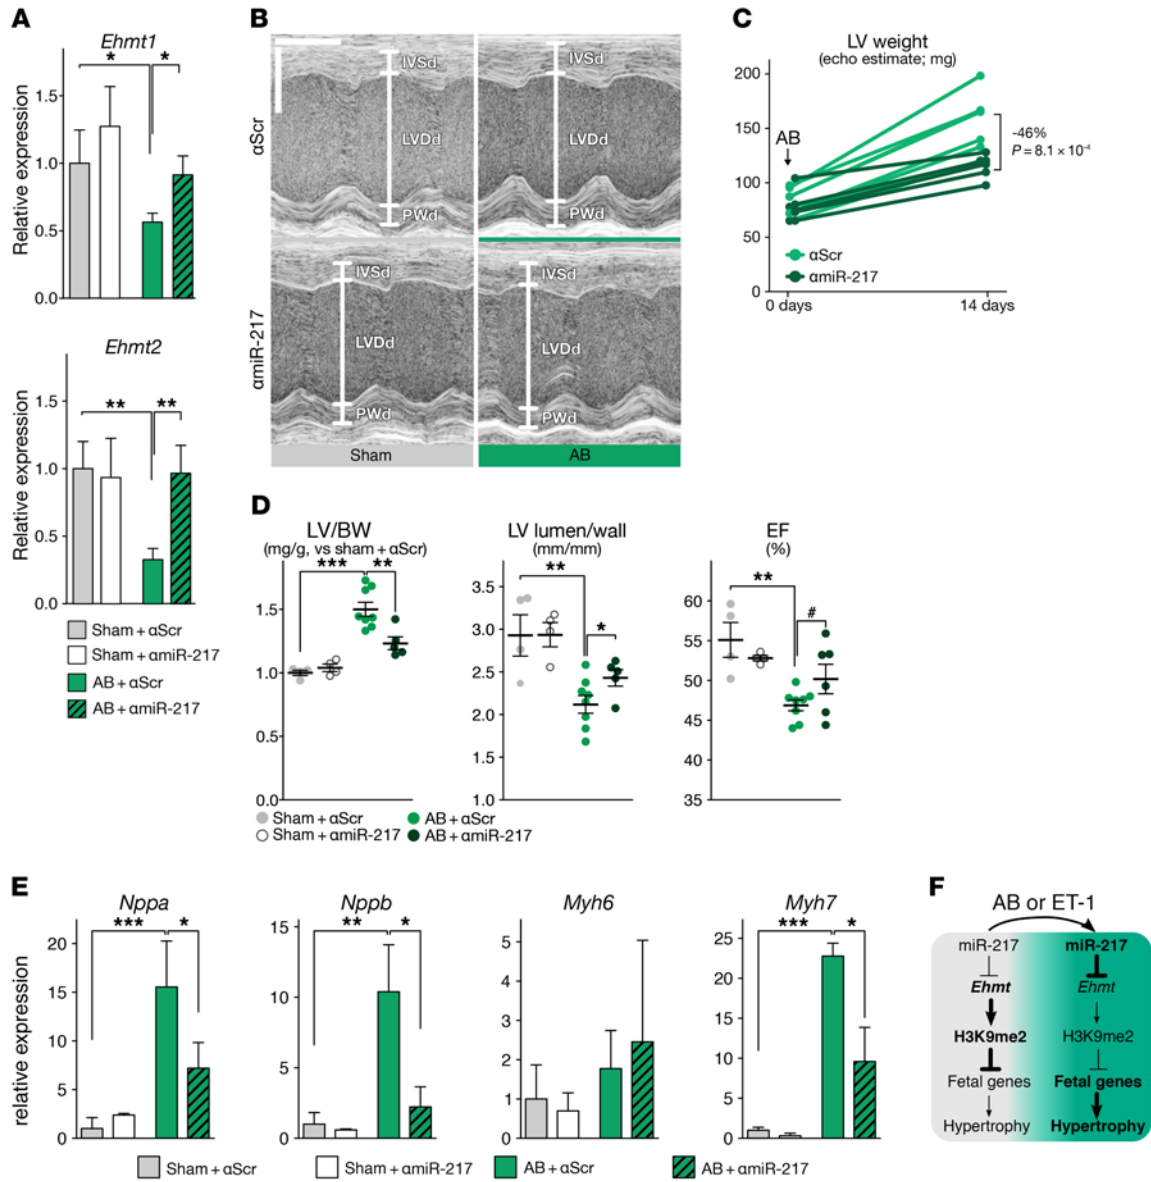 A
Ehmt1
*
*
Relative expression
1.5
1.0
0.5
0.0
Ehmt2
**
**
Relative expression
1.5
1.0
0.5
0.0
Sham + αScr
Sham + αmiR-217
AB + αScr
AB + αmiR-217
B
αScr
IVSd
LVDd
PWd
IVSd
LVDd
PWd
αmiR-217
IVSd
LVDd
PWd
IVSd
LVDd
PWd
Sham
AB
C
LV weight
(echo estimate; mg)
200
150
100
50
0
AB
-46%
P = 8.1 × 10⁻⁴
αScr
αmiR-217
0 days
14 days
D
LV/BW
(mg/g, vs sham + αScr)
***
**
1.5
1.0
0.5
0.0
LV lumen/wall
(mm/mm)
**
*
3.5
3.0
2.5
2.0
1.5
1.0
EF
(%)
**
#
60
55
50
45
40
35
Sham + αScr
AB + αScr
Sham + αmiR-217
AB + αmiR-217
E
relative expression
Nppa
***
*
20
15
10
5
0
Nppb
**
*
15
10
5
0
Myh6
5
4
3
2
1
0
Myh7
***
*
25
20
15
10
5
0
Sham + αScr
Sham + αmiR-217
AB + αScr
AB + αmiR-217
F
AB or ET-1
miR-217
miR-217
Ehmt
Ehmt
H3K9me2
H3K9me2
Fetal genes
Fetal genes
Hypertrophy
Hypertrophy